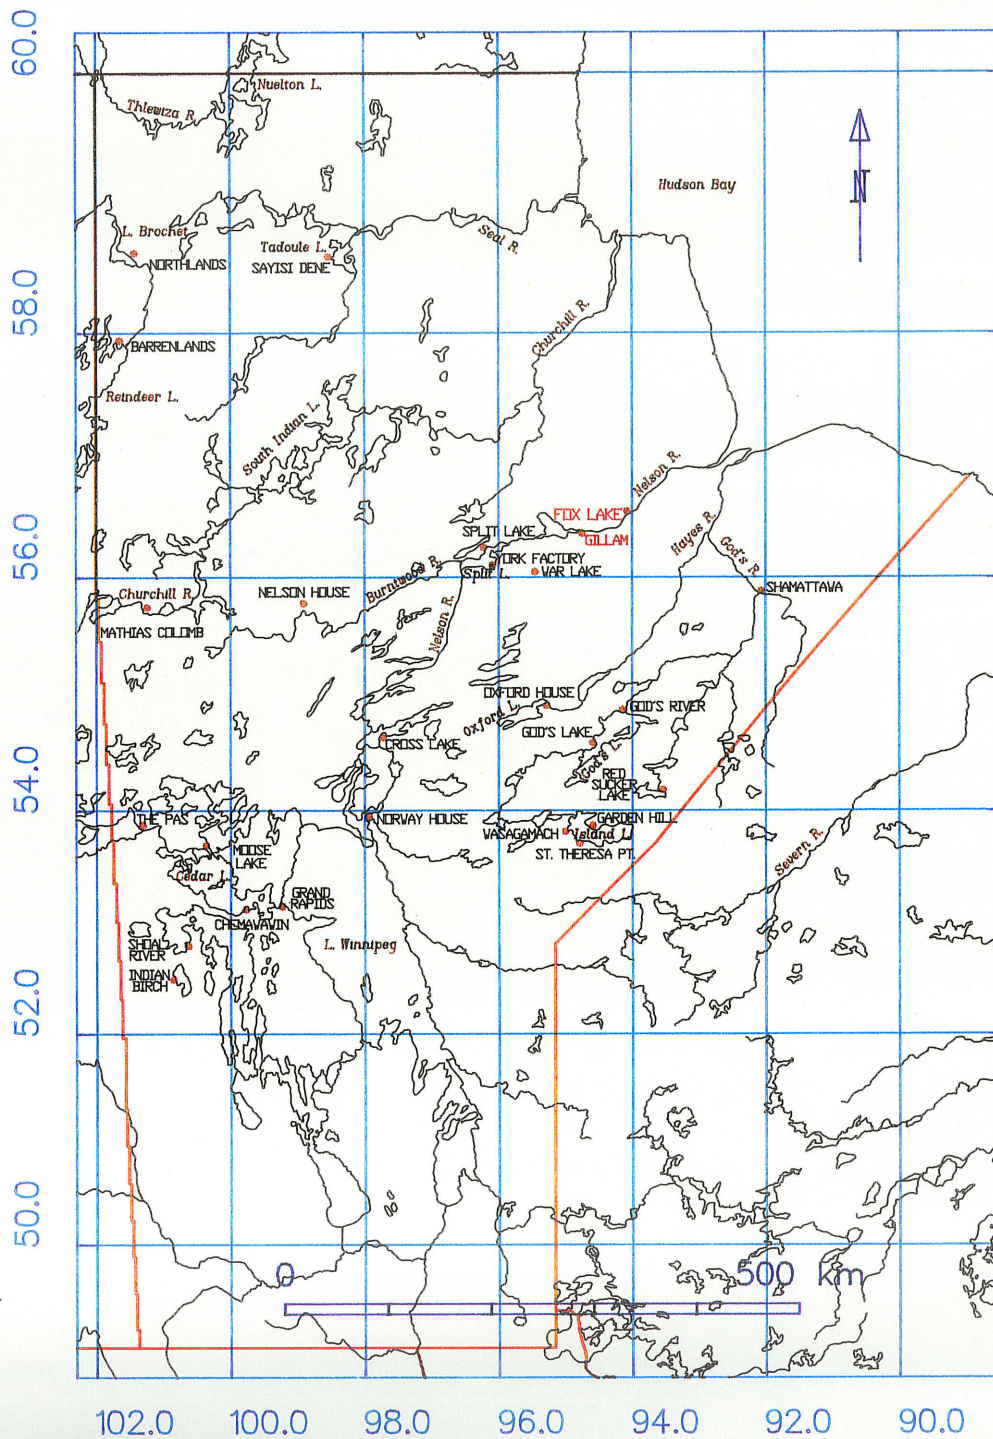 60.0
Nuelton L.
Thlewiza R.
Hudson Bay
L. Brochet
Seal R.
Tadoule L.
NORTHLANDS
SAYISI DENE
58.0
Churchill R.
BARRENLANDS
Reindeer L.
South Indian L.
Nelson R.
FOX LAKE
SPLIT LAKE
GILLAM
Hayes R.
56.0
YORK FACTORY
God's R.
Split L.
WAR LAKE
Burntwood R.
SHAMATTAWA
Churchill R.
NELSON HOUSE
MATHIAS COLOMB
Nelson R.
OXFORD HOUSE
GOD'S RIVER
Oxford L.
GOD'S LAKE
CROSS LAKE
God's L.
RED
SUCKER
LAKE
54.0
THE PAS
NORWAY HOUSE
GARDEN HILL
WASAGAMACH
Island L.
MOOSE
LAKE
ST. THERESA PT.
Severn R.
Cedar L.
GRAND
RAPIDS
CHEMAWAWIN
SHOAL
RIVER
L. Winnipeg
INDIAN
BIRCH
52.0
50.0
0
500 km
102.0
100.0
98.0
96.0
94.0
92.0
90.0
N